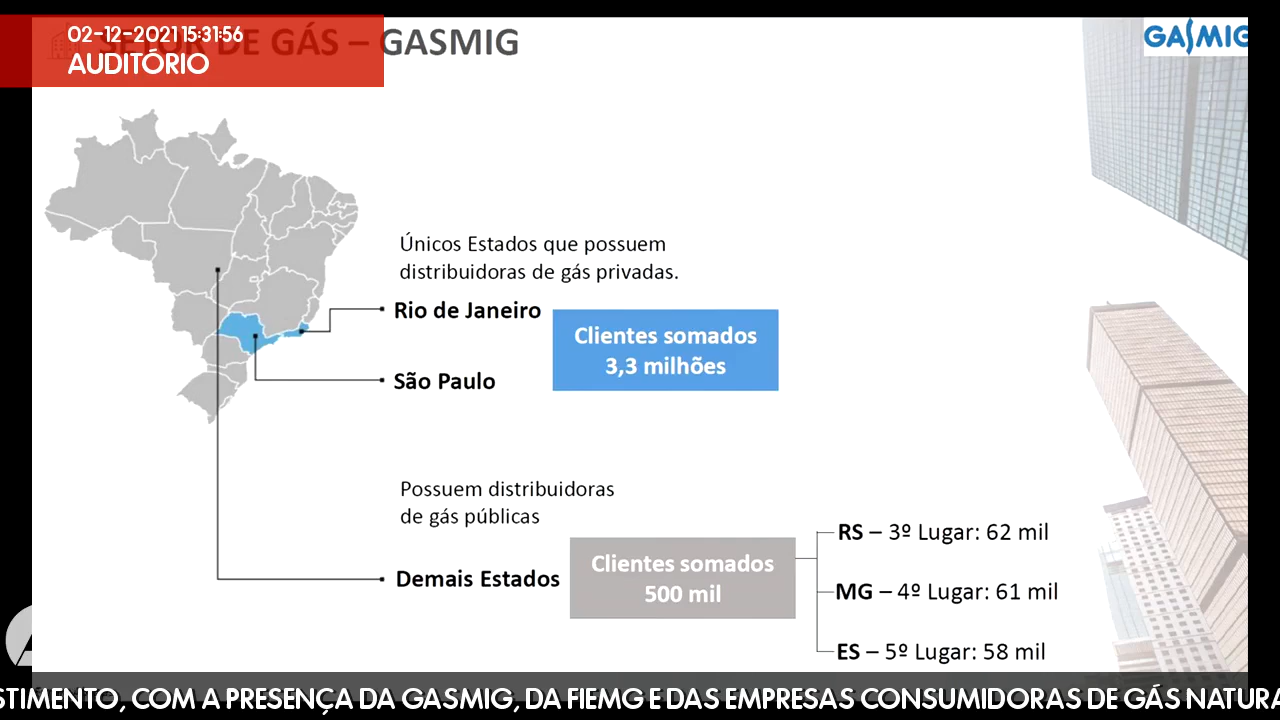 02-12-2021 15:31:56
AUDITÓRIO
SETOR DE GÁS – GASMIG
GASMIG
Únicos Estados que possuem
distribuidoras de gás privadas.
Rio de Janeiro
Clientes somados
3,3 milhões
São Paulo
Possuem distribuidoras
de gás públicas
Demais Estados
Clientes somados
500 mil
RS – 3º Lugar: 62 mil
MG – 4º Lugar: 61 mil
ES – 5º Lugar: 58 mil
STIMENTO, COM A PRESENÇA DA GASMIG, DA FIEMG E DAS EMPRESAS CONSUMIDORAS DE GÁS NATURA